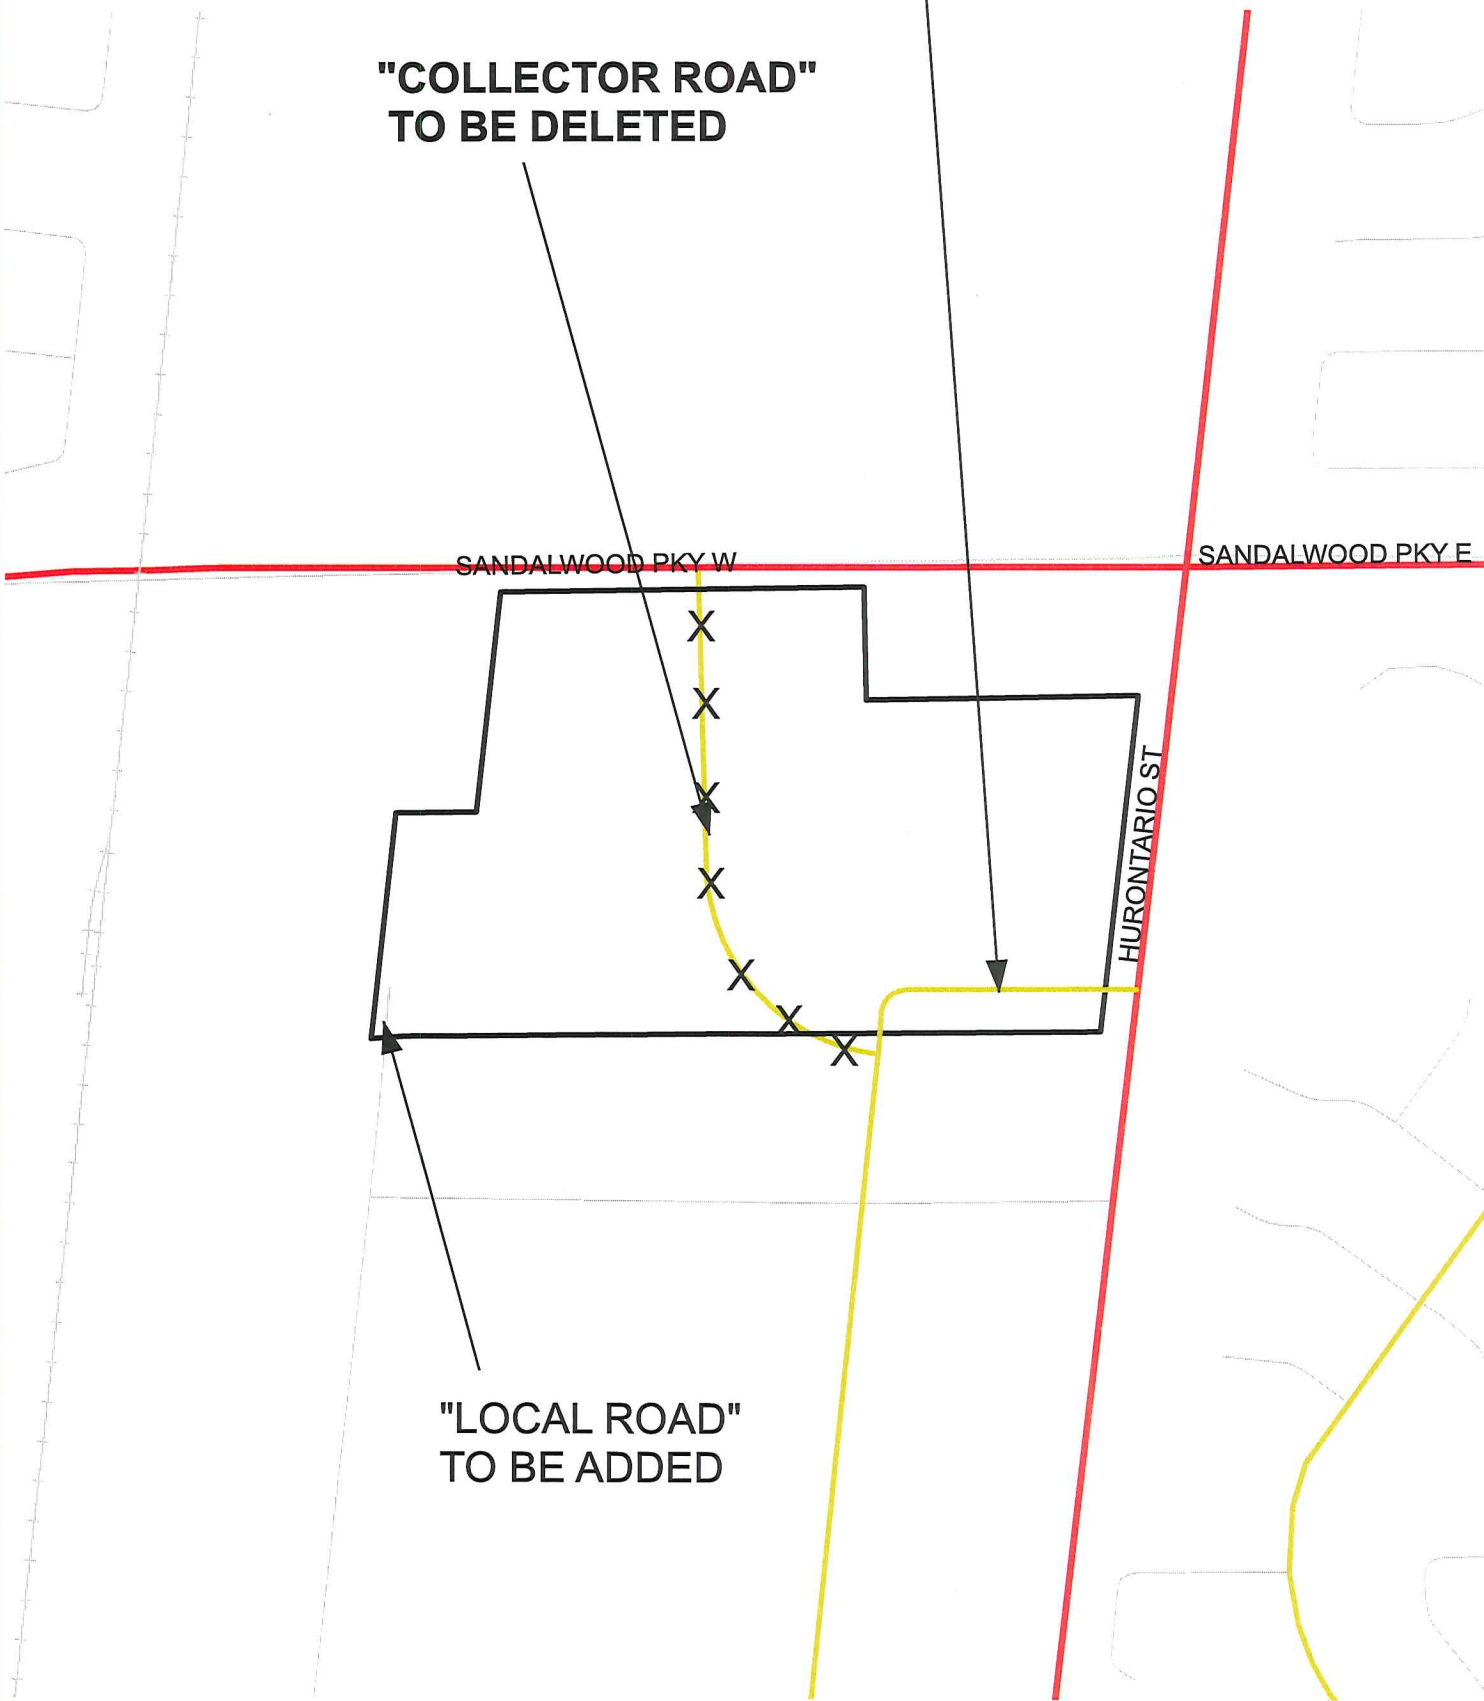 "COLLECTOR ROAD"
TO BE DELETED
SANDALWOOD PKY W
SANDALWOOD PKY E
X
X
X
X
HURONTARIO ST
X
X
X
"LOCAL ROAD"
TO BE ADDED